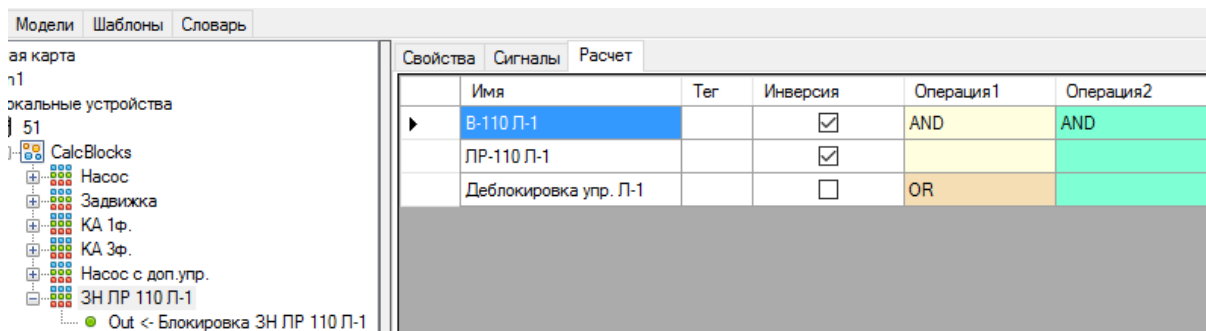 Модели Шаблоны Словарь
ая карта
окальные устройства
51
CalcBlocks
Насос
Задвижка
КА 1ф.
КА 3ф.
Насос с доп.упр.
ЗН ЛР 110 Л-1
Out <- Блокировка ЗН ЛР 110 Л-1
Свойства Сигналы Расчет
Имя Тег Инверсия Операция1 Операция2
В-110 Л-1 AND AND
ЛР-110 Л-1
Деблокировка упр. Л-1 OR